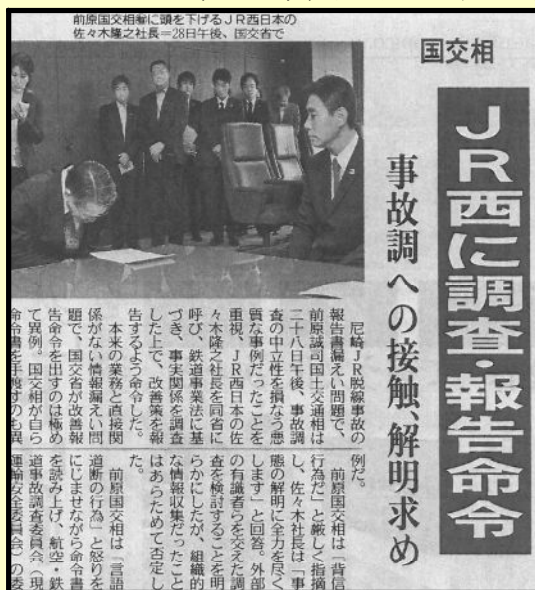 前原国交相㊨に頭を下げるＪＲ西日本の
佐々木隆之社長＝28日午後、国交省で
国交相
ＪＲ西に調査・報告命令
事故調への接触、解明求め
尼崎ＪＲ脱線事故の
報告書漏えい問題で、
前原誠司国土交通相は
二十八日午後、事故調
査の中立性を損なう悪
質な事例だったことを
重視、ＪＲ西日本の佐
々木隆之社長を同省に
呼び、鉄道事業法に基
づき、事実関係を調査
した上で、改善策を報
告するよう命令した。
本来の業務と直接関
係がない情報漏えい問
題で、国交省が改善報
告命令を出すのは極め
て異例。国交相が自ら
命令書を手渡すのも異
例だ。
前原国交相は「背信
行為だ」と厳しく指摘
し、佐々木社長は「事
態の解明に全力を尽く
します」と回答。外部
の有識者らを交えた調
査を検討することを明
らかにしたが、組織的
な情報収集だったこと
はあらためて否定し
た。
前原国交相は「言語
道断の行為」と怒りを
にじませながら命令書
を読み上げ、航空・鉄
道事故調査委員会（現
運輸安全委員会）の委